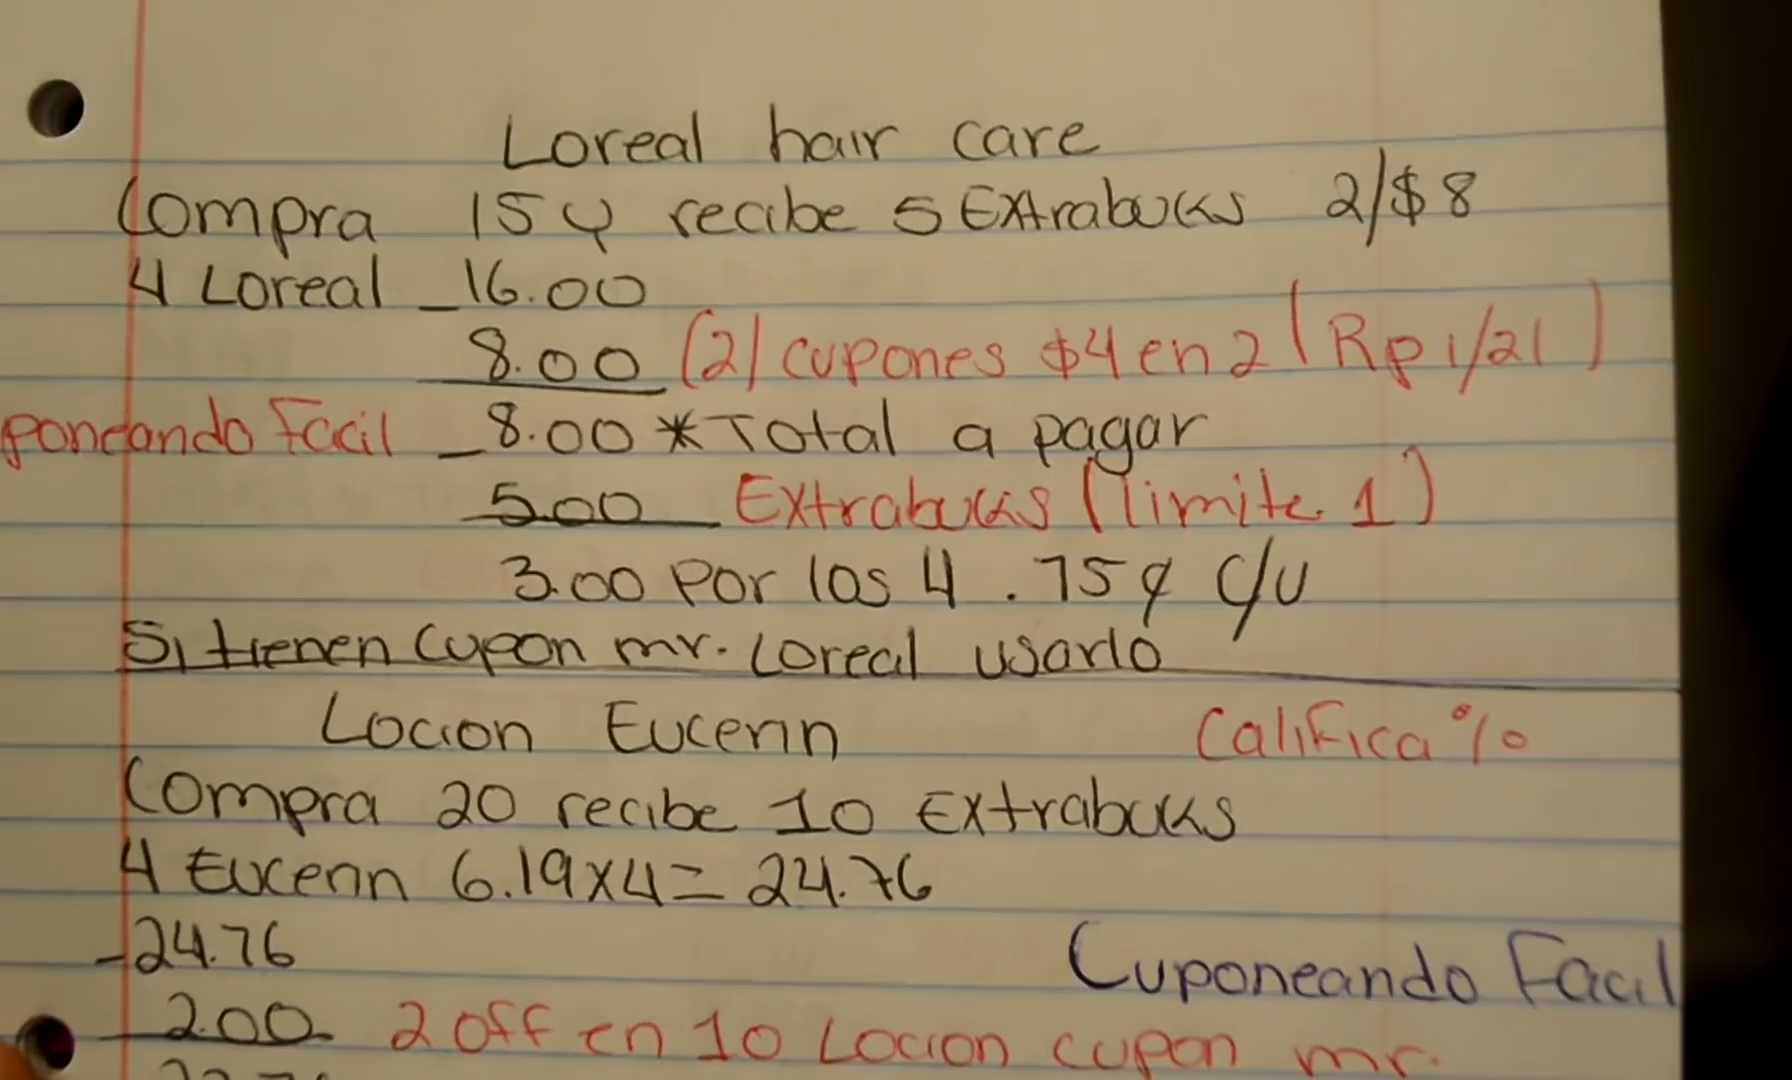 Loreal hair care
Compra 15 y recibe 5 Extrabucks 2/$8
4 Loreal - 16.00
8.00 (2) cupones $4 en 2 (Rp 1/21)
poneando Facil - 8.00 * Total a pagar
5.00 Extrabucks (limite 1)
3.00 Por los 4 . 75¢ c/u
Si tienen cupon mr. Loreal usarlo
Locion Eucerin Califica %
Compra 20 recibe 10 Extrabucks
4 Eucerin 6.19x4= 24.76
-24.76
Cuponeando Facil
2.00 2 off en 10 Locion cupon mr.